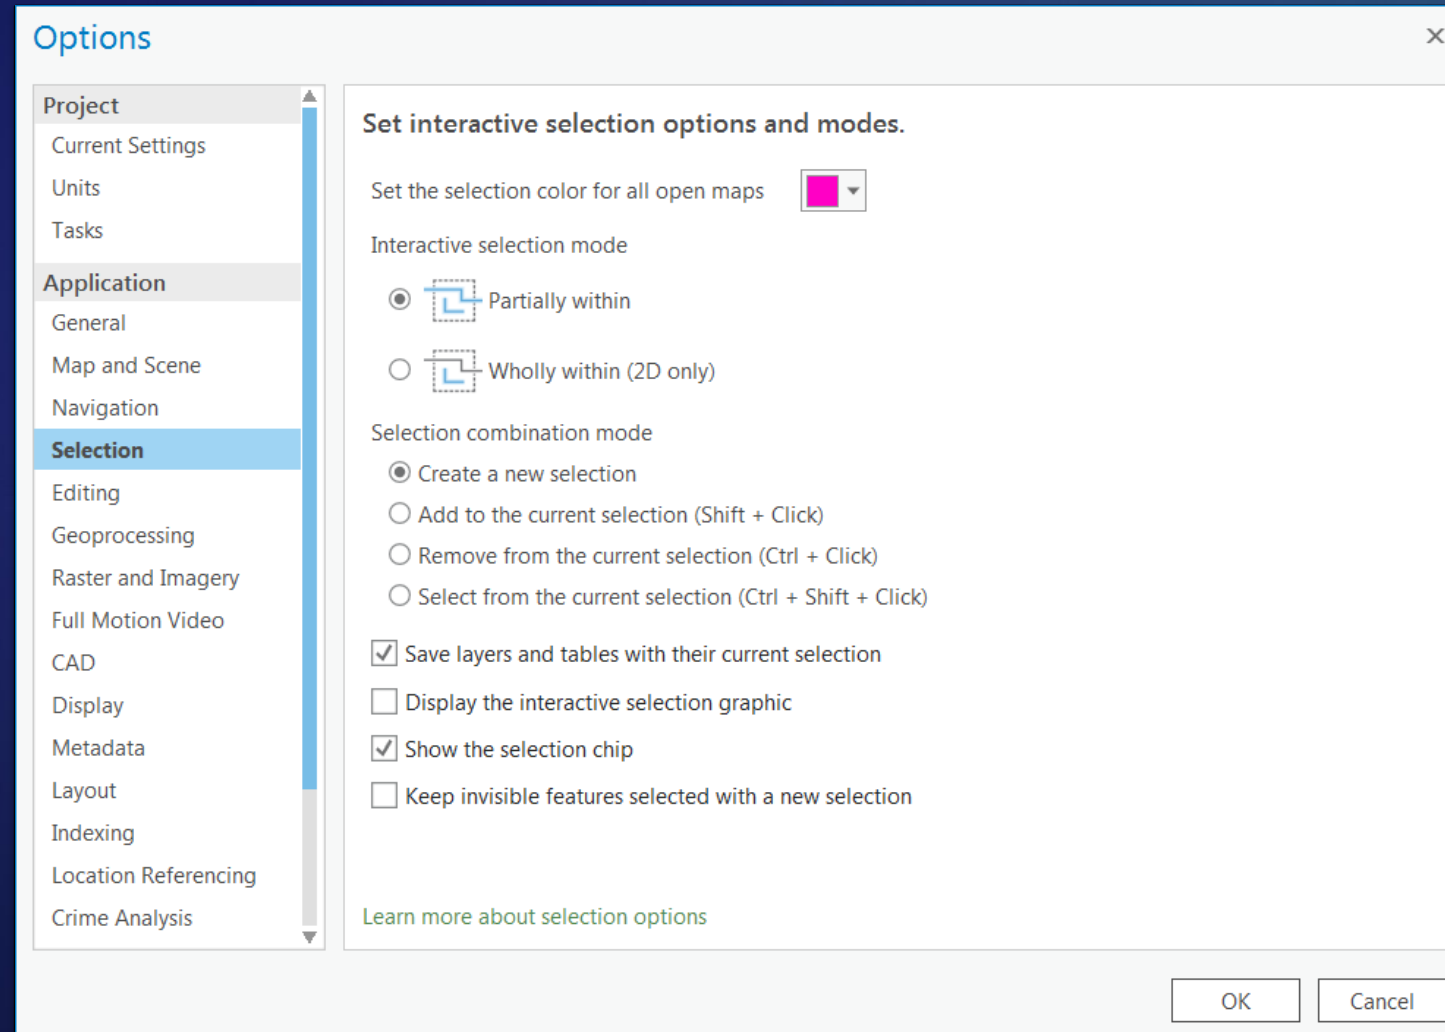 Options
Project
Current Settings
Units
Tasks
Application
General
Map and Scene
Navigation
Selection
Editing
Geoprocessing
Raster and Imagery
Full Motion Video
CAD
Display
Metadata
Layout
Indexing
Location Referencing
Crime Analysis
Set interactive selection options and modes.
Set the selection color for all open maps
Interactive selection mode
Partially within
Wholly within (2D only)
Selection combination mode
Create a new selection
Add to the current selection (Shift + Click)
Remove from the current selection (Ctrl + Click)
Select from the current selection (Ctrl + Shift + Click)
Save layers and tables with their current selection
Display the interactive selection graphic
Show the selection chip
Keep invisible features selected with a new selection
Learn more about selection options
OK
Cancel